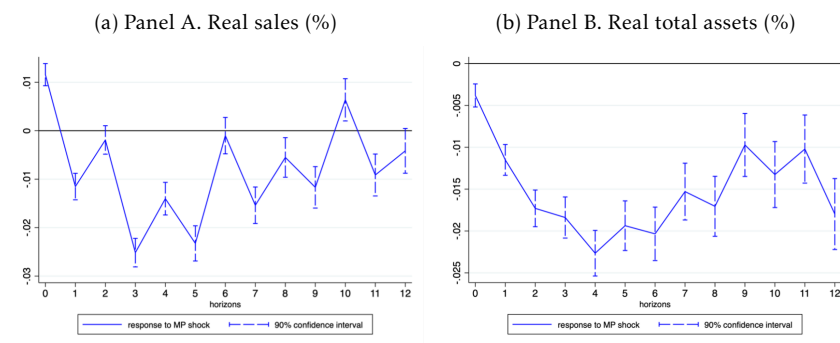 (a) Panel A. Real sales (%)
.01
0
-.01
-.02
-.03
0 1 2 3 4 5 6 7 8 9 10 11 12
horizons
response to MP shock 90% confidence interval
(b) Panel B. Real total assets (%)
0
-.005
-.01
-.015
-.02
-.025
0 1 2 3 4 5 6 7 8 9 10 11 12
horizons
response to MP shock 90% confidence interval